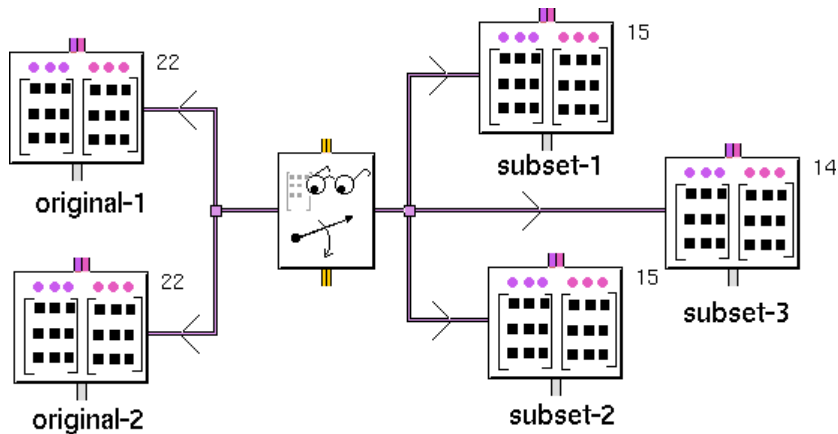 22
original-1
22
original-2
15
subset-1
15
subset-2
14
subset-3